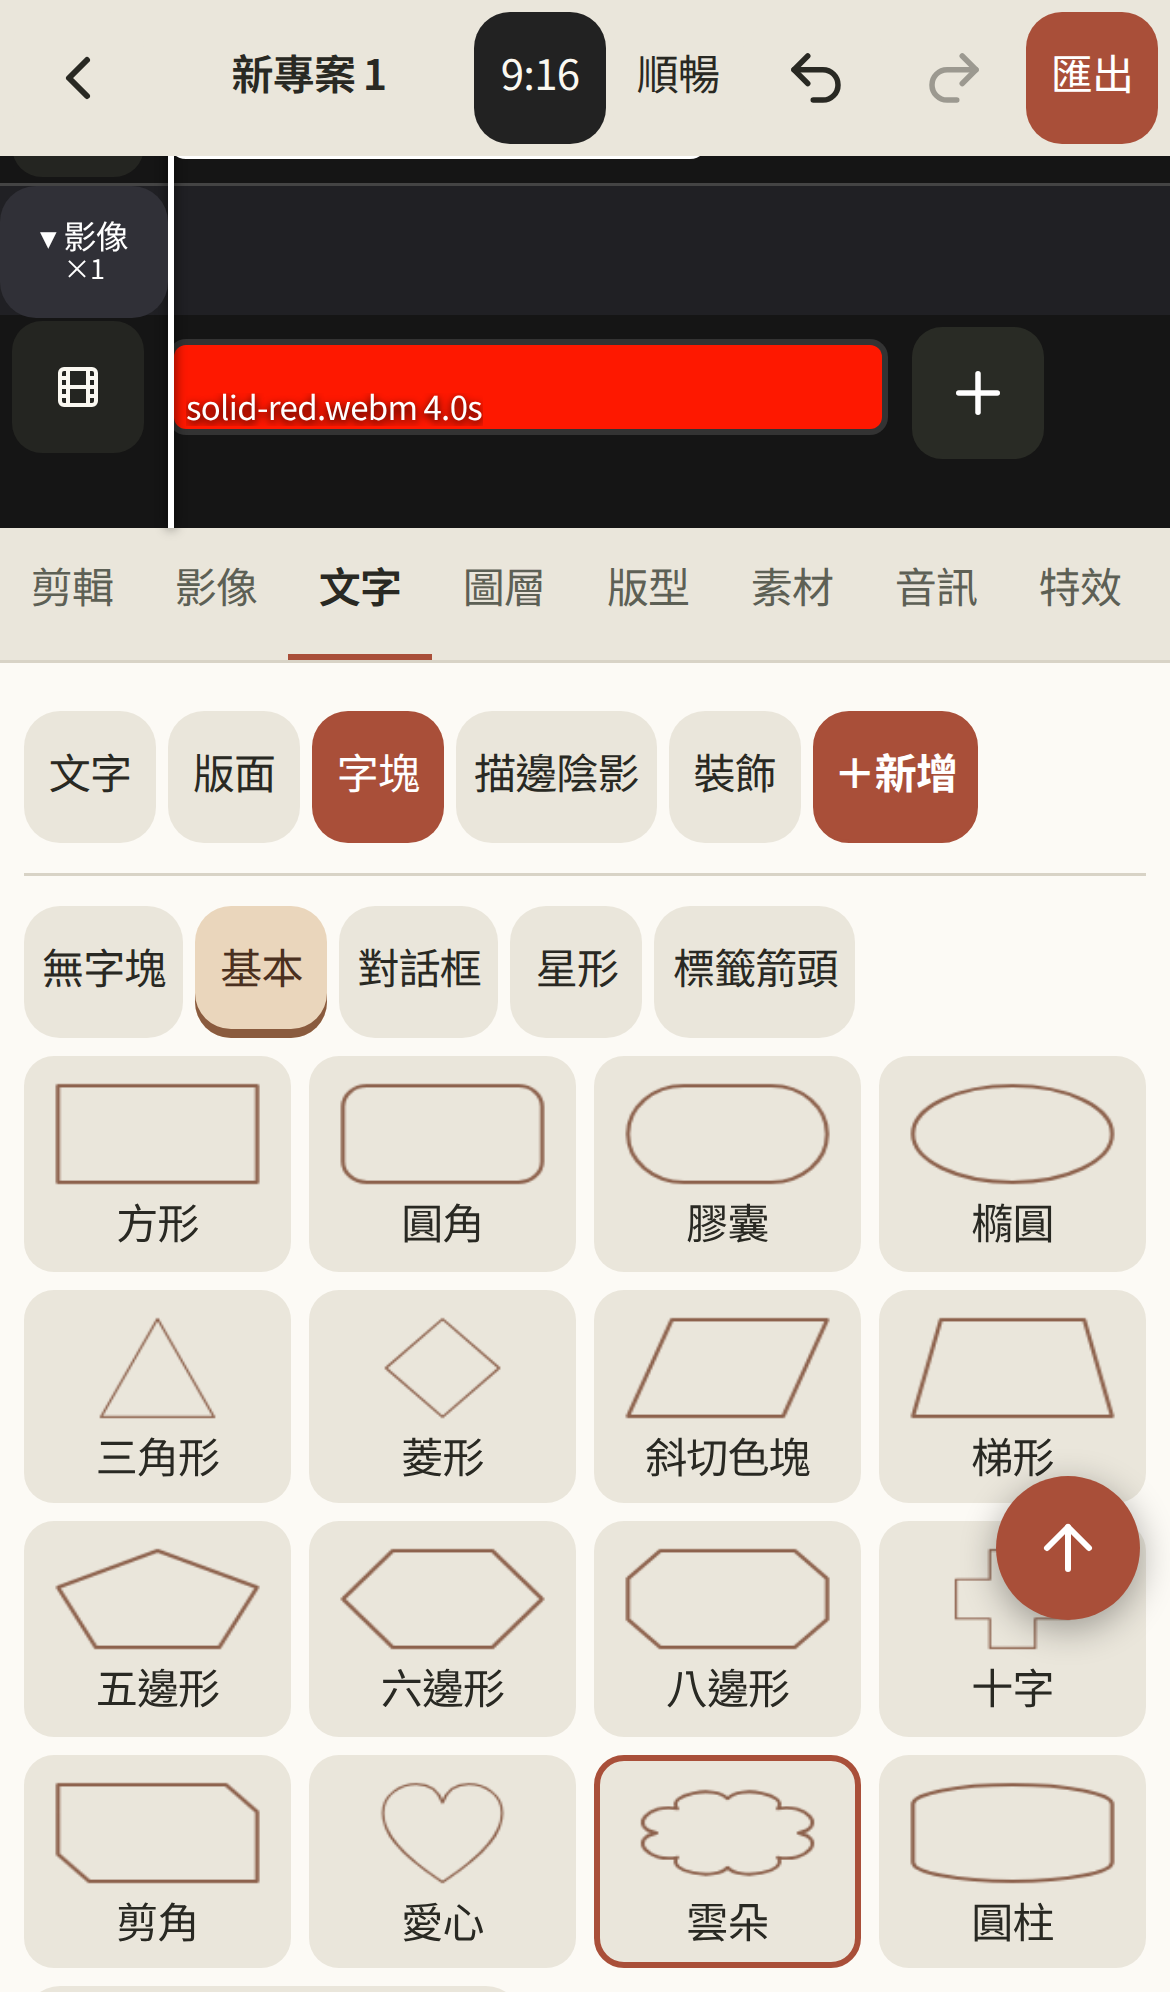 新專案 1
9:16
順暢
匯出
▾ 影像
×1
solid-red.webm 4.0s
剪輯 影像 文字 圖層 版型 素材 音訊 特效
文字 版面 字塊 描邊陰影 裝飾 ＋新增
無字塊 基本 對話框 星形 標籤箭頭
方形 圓角 膠囊 橢圓
三角形 菱形 斜切色塊 梯形
五邊形 六邊形 八邊形 十字
剪角 愛心 雲朵 圓柱